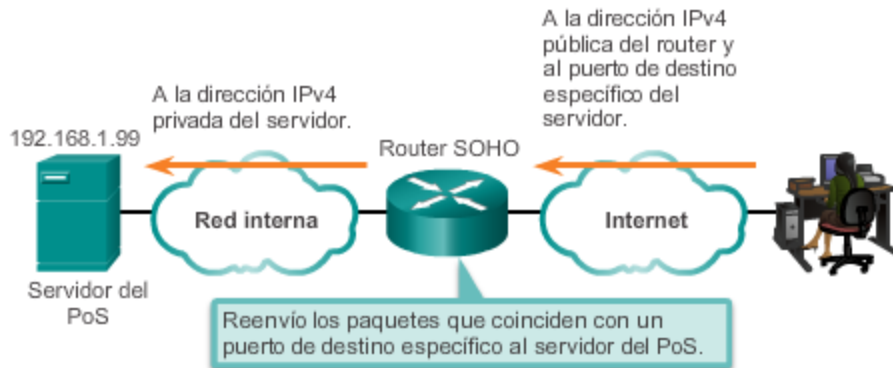 A la dirección IPv4
pública del router y
al puerto de destino
específico del
servidor.
A la dirección IPv4
privada del servidor.
192.168.1.99
Router SOHO
Red interna
Internet
Servidor del
PoS
Reenvío los paquetes que coinciden con un
puerto de destino específico al servidor del PoS.